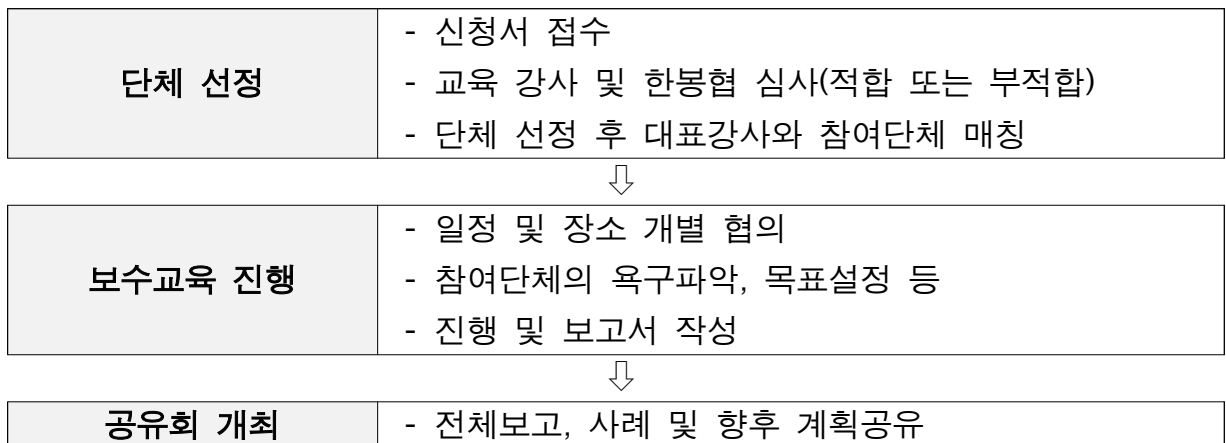 단체 선정
- 신청서 접수
- 교육 강사 및 한봉협 심사(적합 또는 부적합)
- 단체 선정 후 대표강사와 참여단체 매칭
⇩
보수교육 진행
- 일정 및 장소 개별 협의
- 참여단체의 욕구파악, 목표설정 등
- 진행 및 보고서 작성
⇩
공유회 개최
- 전체보고, 사례 및 향후 계획공유